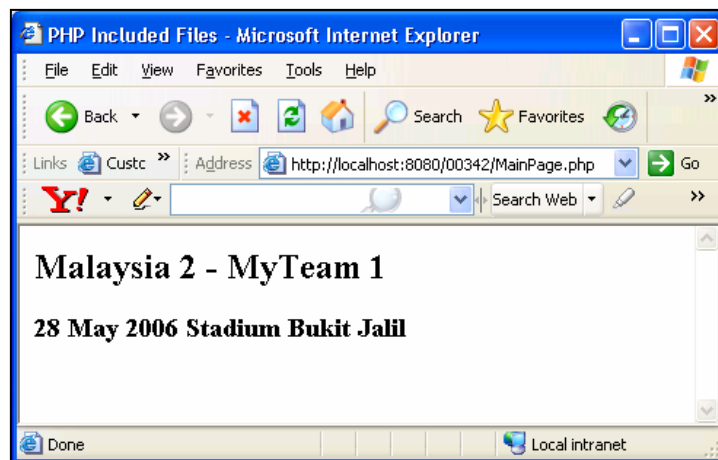 PHP Included Files - Microsoft Internet Explorer
File Edit View Favorites Tools Help
Back Search Favorites »
Links Custc » Address http://localhost:8080/00342/MainPage.php Go
Y! Search Web »
Malaysia 2 - MyTeam 1
28 May 2006 Stadium Bukit Jalil
Done Local intranet